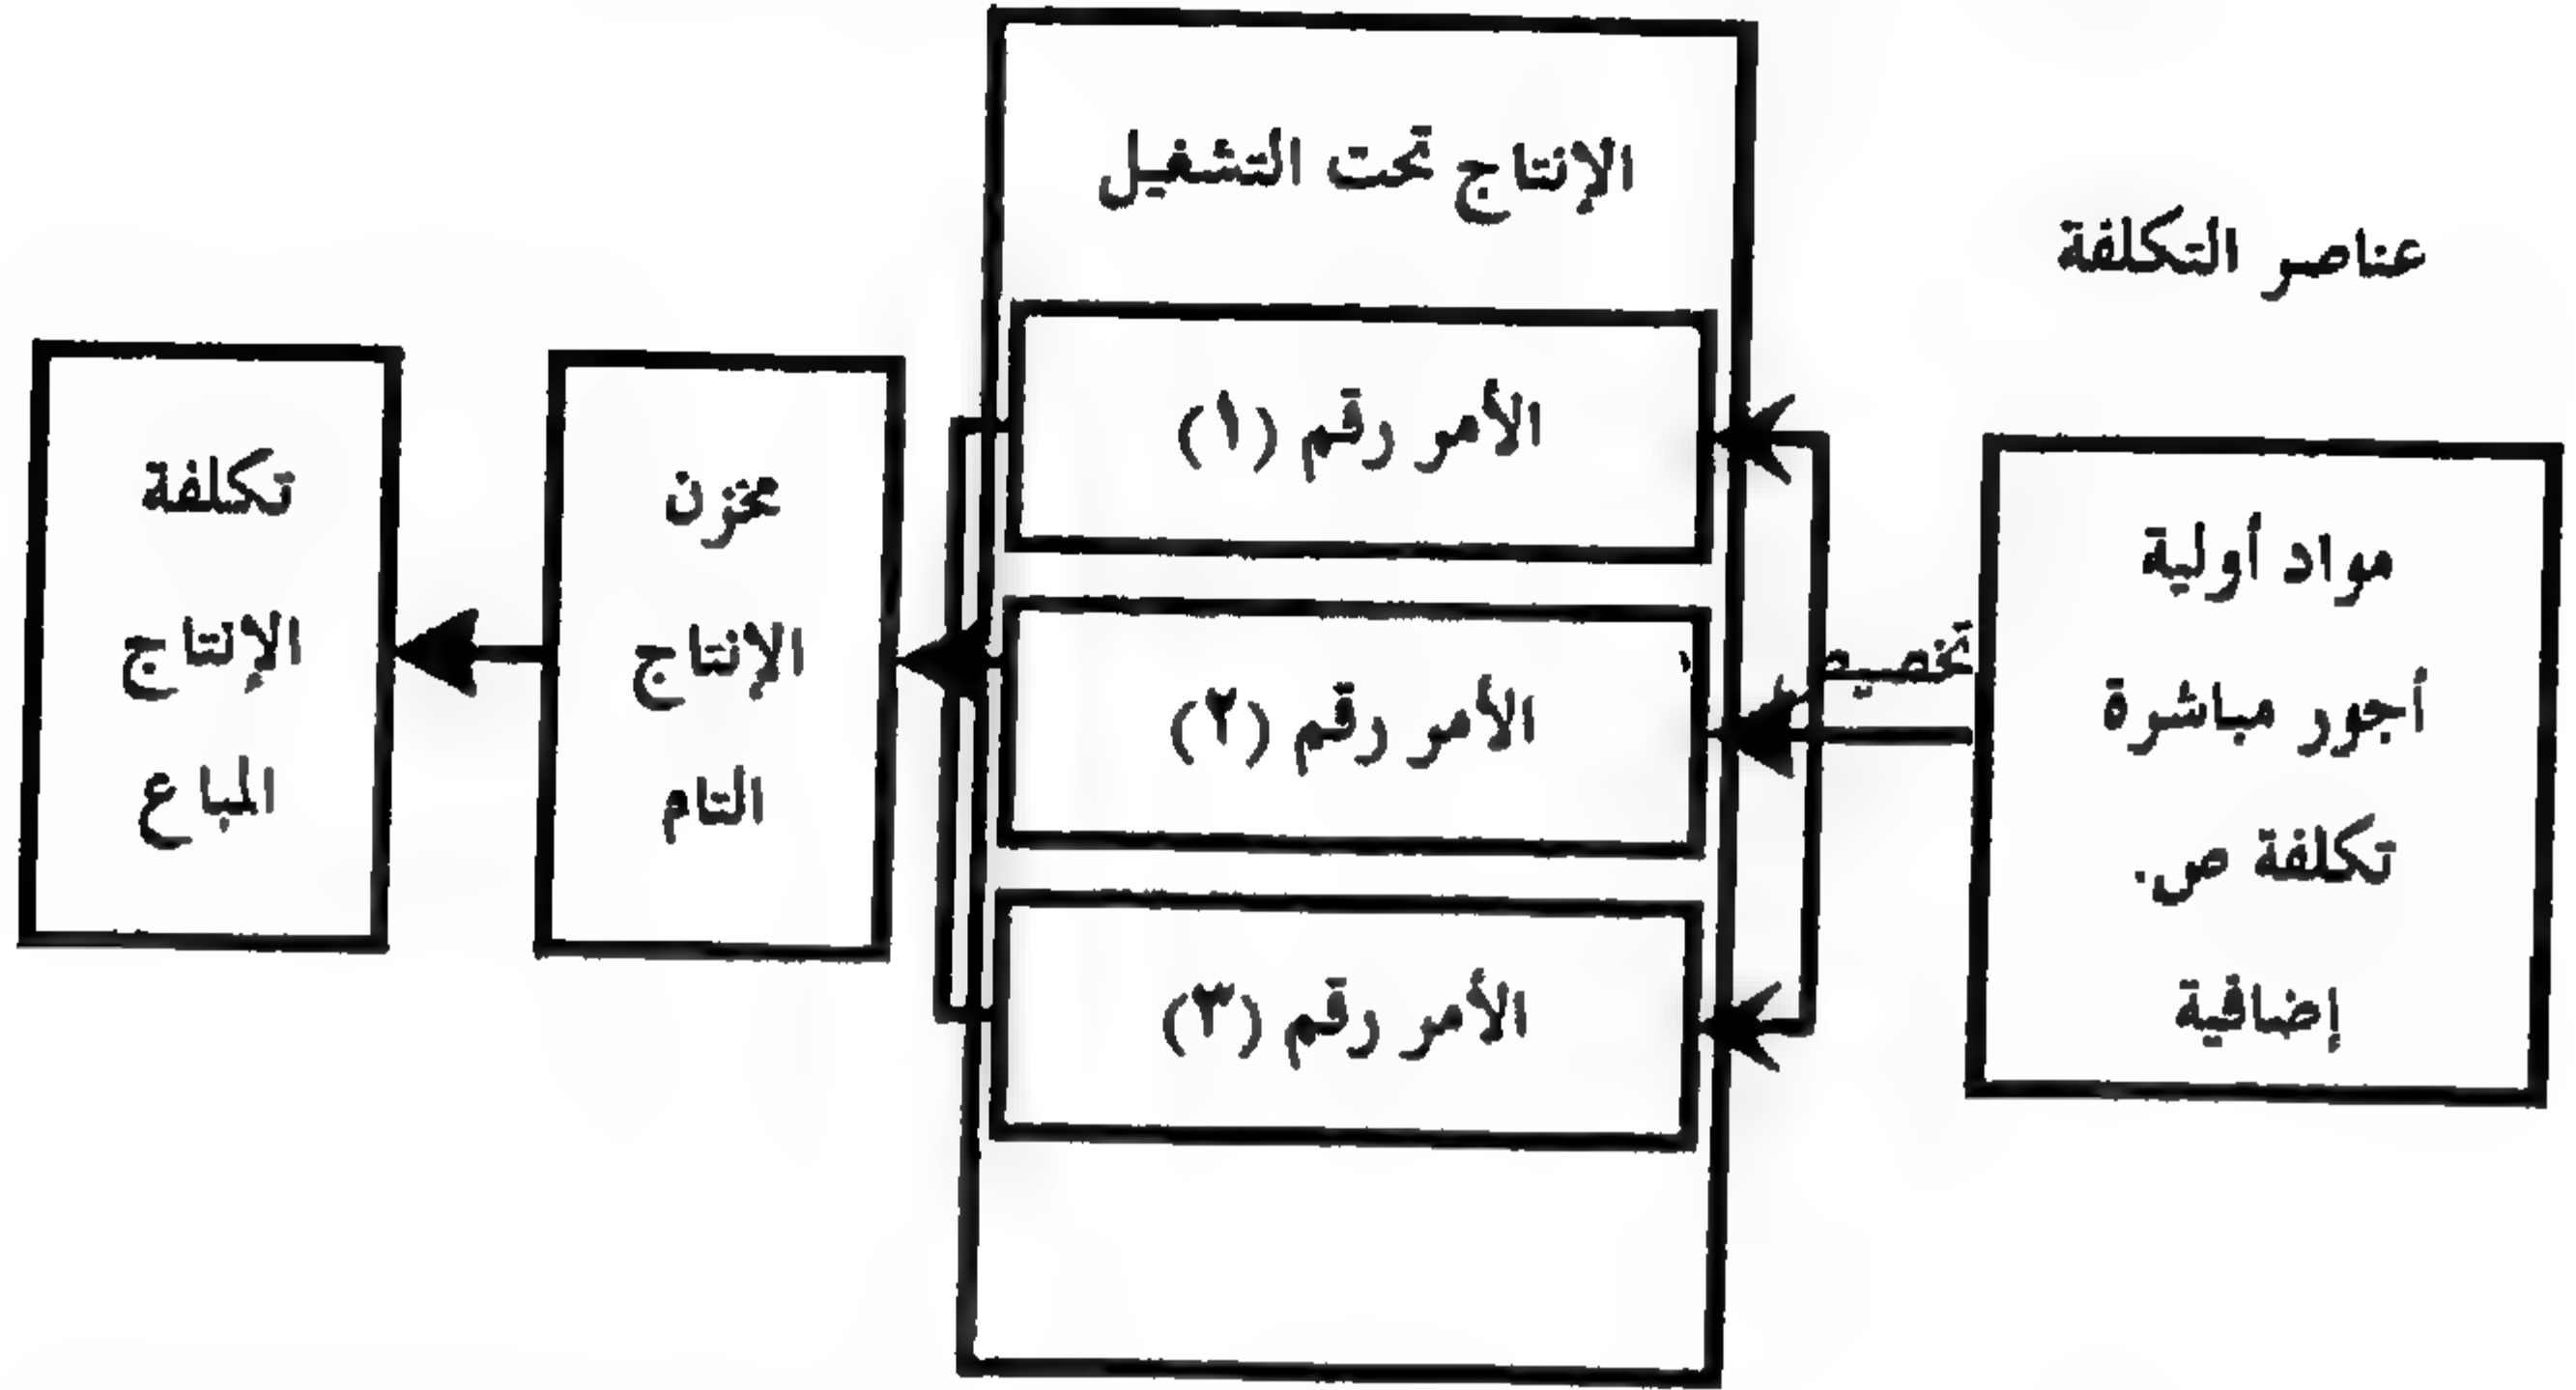 عناصر التكلفة
مواد أولية
أجور مباشرة
تكلفة ص.
إضافية
تخصيص
الإنتاج تحت التشغيل
الأمر رقم (١)
الأمر رقم (٢)
الأمر رقم (٣)
مخزن
الإنتاج
التام
تكلفة
الإنتاج
المباع